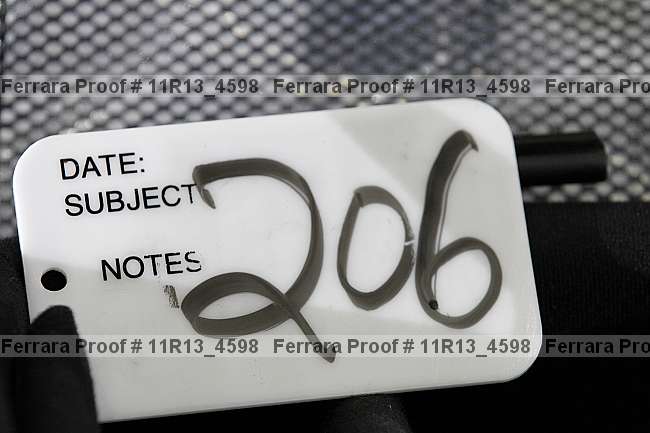 Ferrara Proof # 11R13_4598 Ferrara Proof # 11R13_4598 Ferrara Proof
DATE:
SUBJECT
206
NOTES
Ferrara Proof # 11R13_4598 Ferrara Proof # 11R13_4598 Ferrara Proof